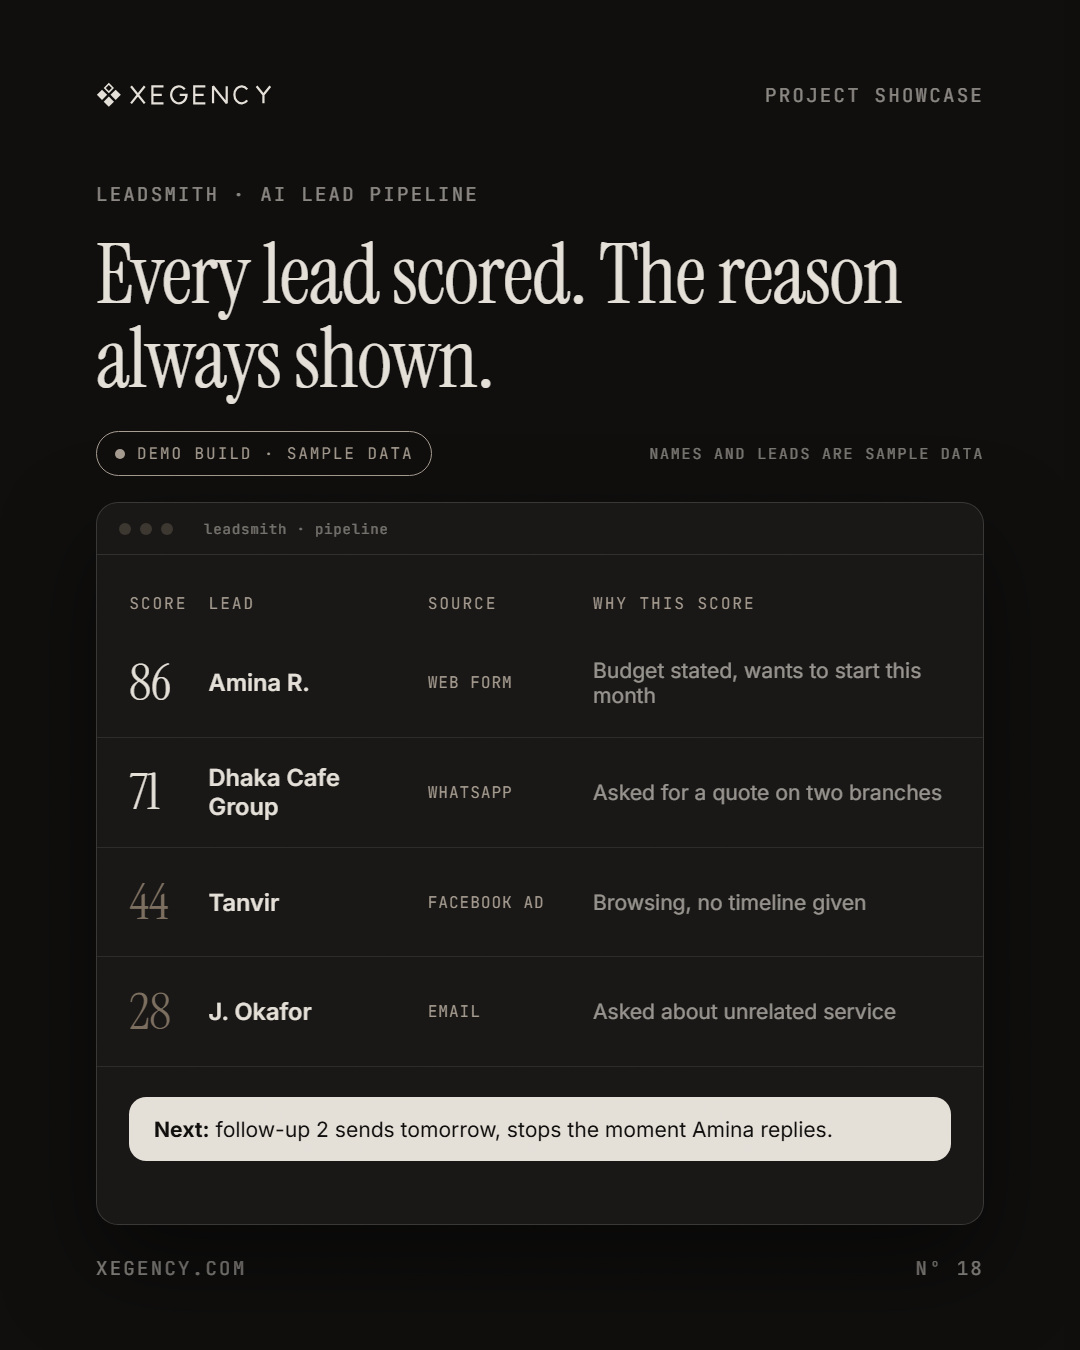 XEGENCY
PROJECT SHOWCASE
LEADSMITH · AI LEAD PIPELINE
Every lead scored. The reason
always shown.
DEMO BUILD · SAMPLE DATA
NAMES AND LEADS ARE SAMPLE DATA
leadsmith · pipeline
SCORE LEAD SOURCE WHY THIS SCORE
86 Amina R. WEB FORM Budget stated, wants to start this
month
71 Dhaka Cafe
Group WHATSAPP Asked for a quote on two branches
44 Tanvir FACEBOOK AD Browsing, no timeline given
28 J. Okafor EMAIL Asked about unrelated service
Next: follow-up 2 sends tomorrow, stops the moment Amina replies.
XEGENCY.COM
N° 18